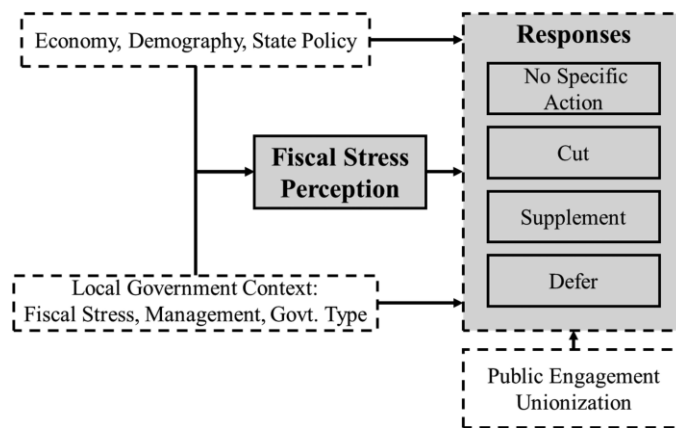 Economy, Demography, State Policy
Fiscal Stress
Perception
Local Government Context:
Fiscal Stress, Management, Govt. Type
Responses
No Specific
Action
Cut
Supplement
Defer
Public Engagement
Unionization